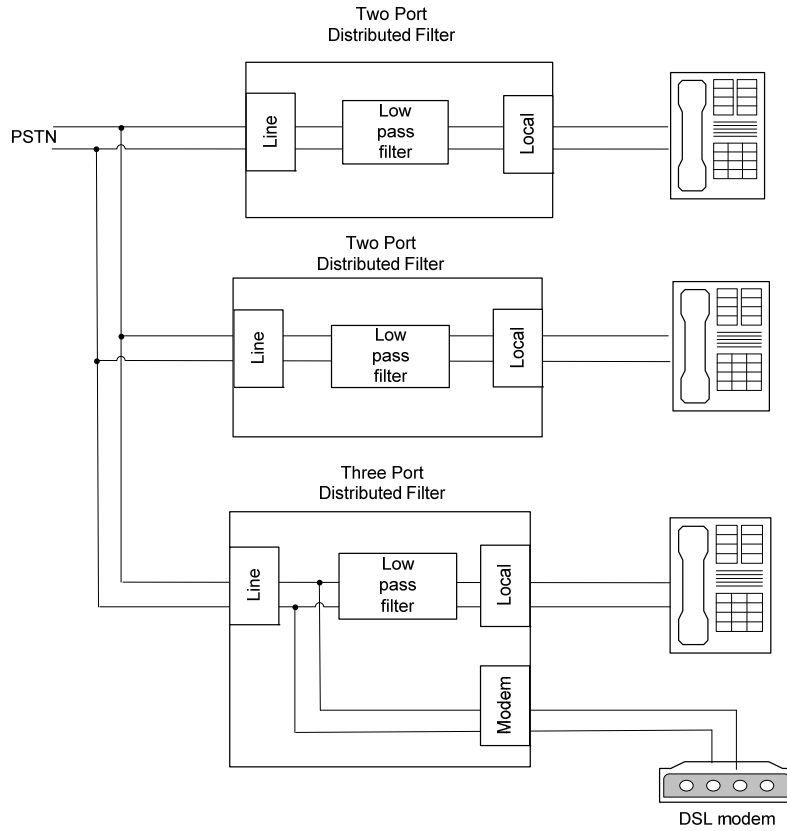 Two Port
Distributed Filter
PSTN
Line
Low
pass
filter
Local
Two Port
Distributed Filter
Line
Low
pass
filter
Local
Three Port
Distributed Filter
Line
Low
pass
filter
Local
Modem
DSL modem